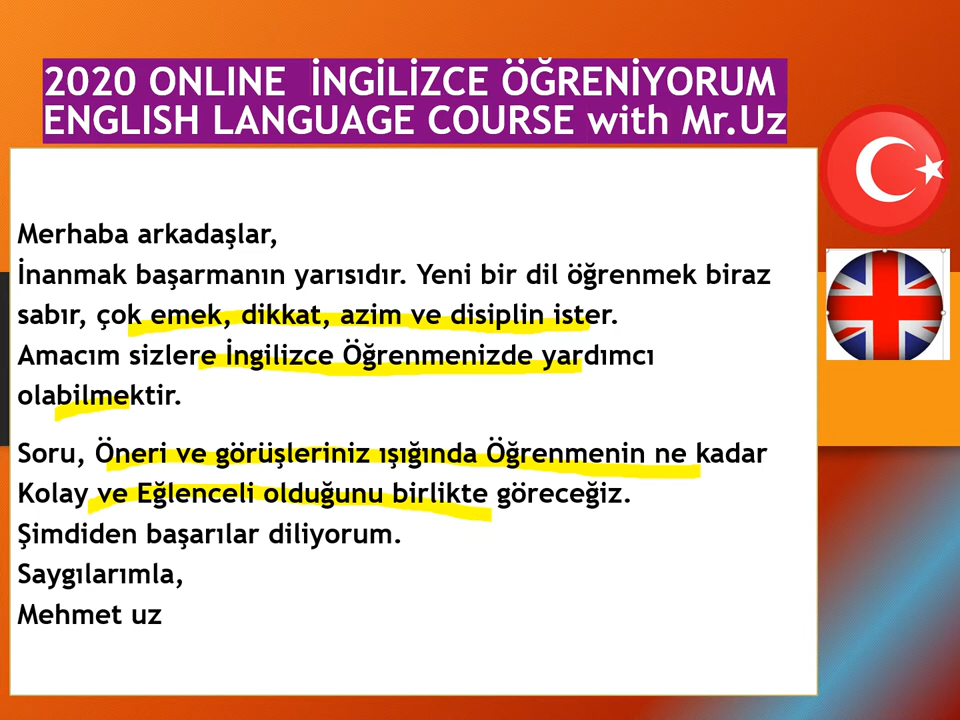 2020 ONLINE  İNGİLİZCE ÖĞRENİYORUM
ENGLISH LANGUAGE COURSE with Mr.Uz
Merhaba arkadaşlar,
İnanmak başarmanın yarısıdır. Yeni bir dil öğrenmek biraz
sabır, çok emek, dikkat, azim ve disiplin ister.
Amacım sizlere İngilizce Öğrenmenizde yardımcı
olabilmektir.
Soru, Öneri ve görüşleriniz ışığında Öğrenmenin ne kadar
Kolay ve Eğlenceli olduğunu birlikte göreceğiz.
Şimdiden başarılar diliyorum.
Saygılarımla,
Mehmet uz